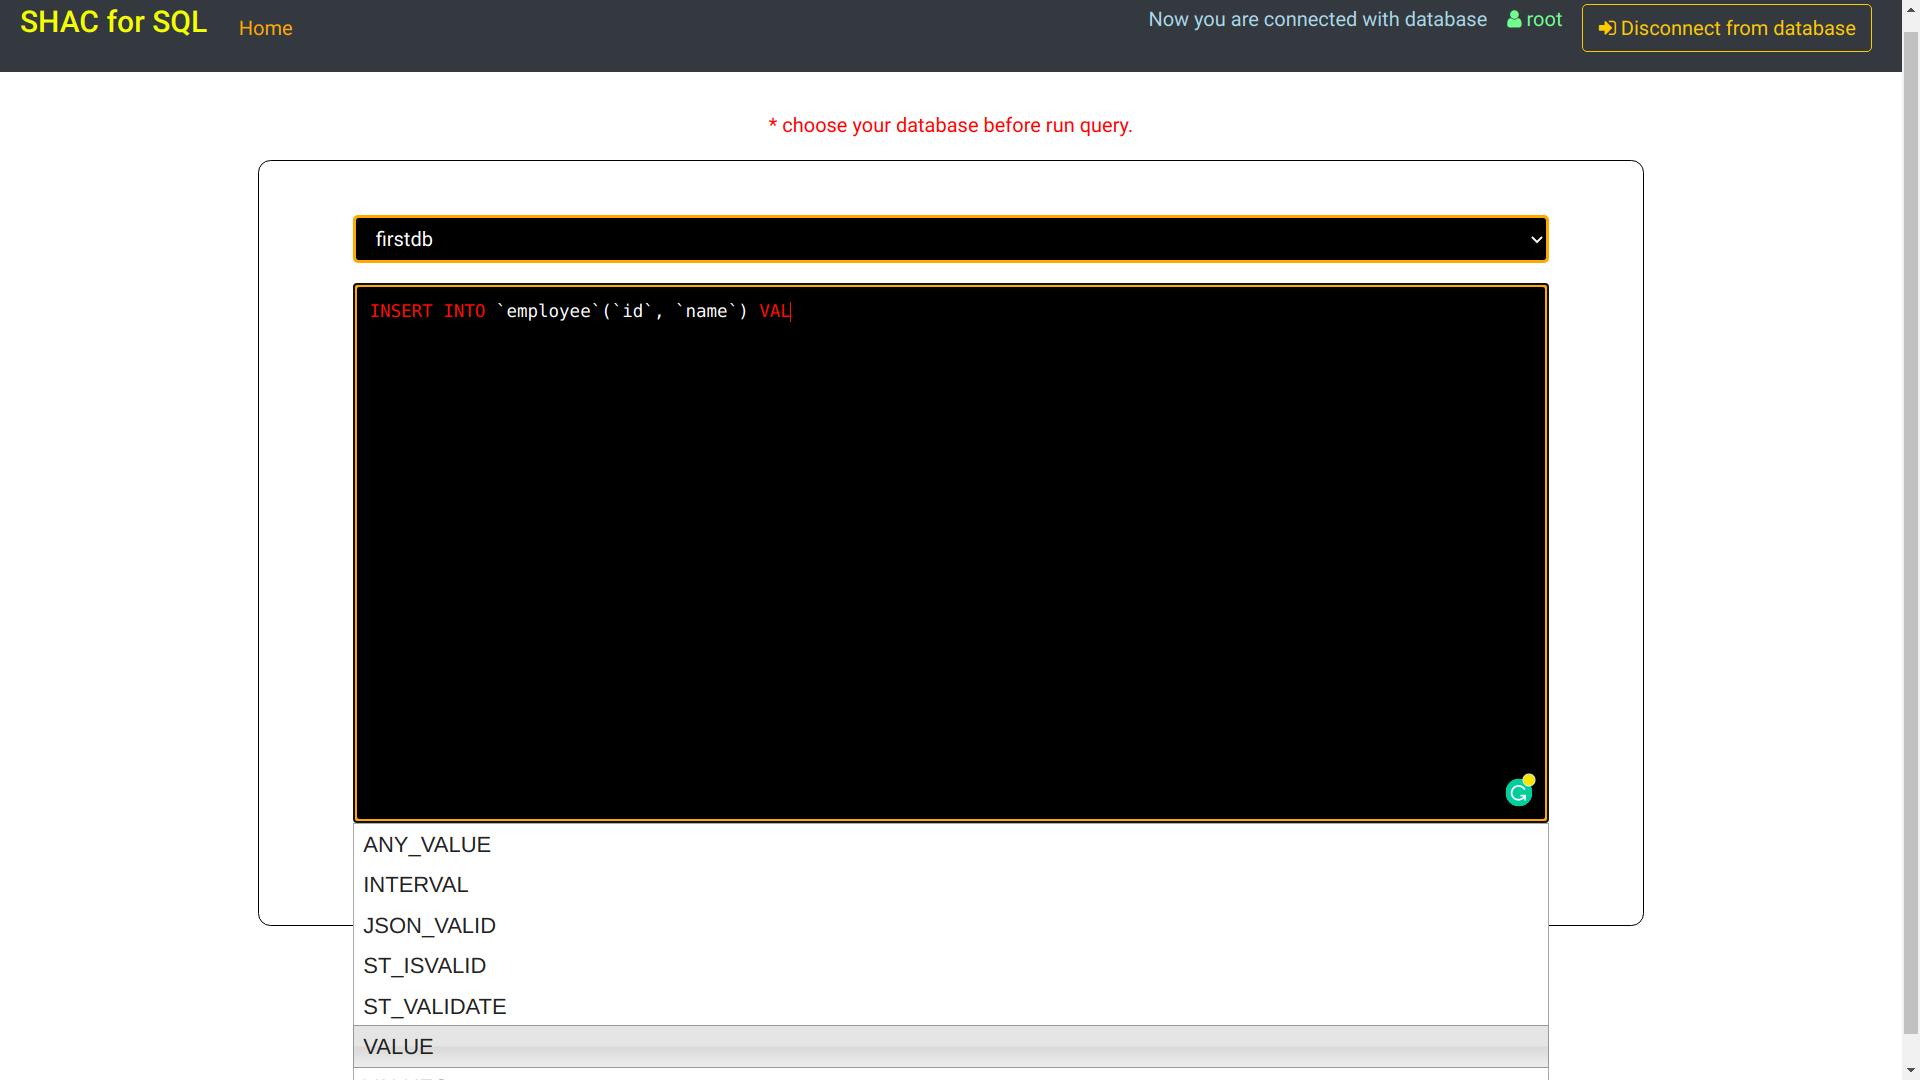 SHAC for SQL
Home
Now you are connected with database
root
Disconnect from database
* choose your database before run query.
firstdb
INSERT INTO `employee`(`id`, `name`) VAL
ANY_VALUE
INTERVAL
JSON_VALID
ST_ISVALID
ST_VALIDATE
VALUE